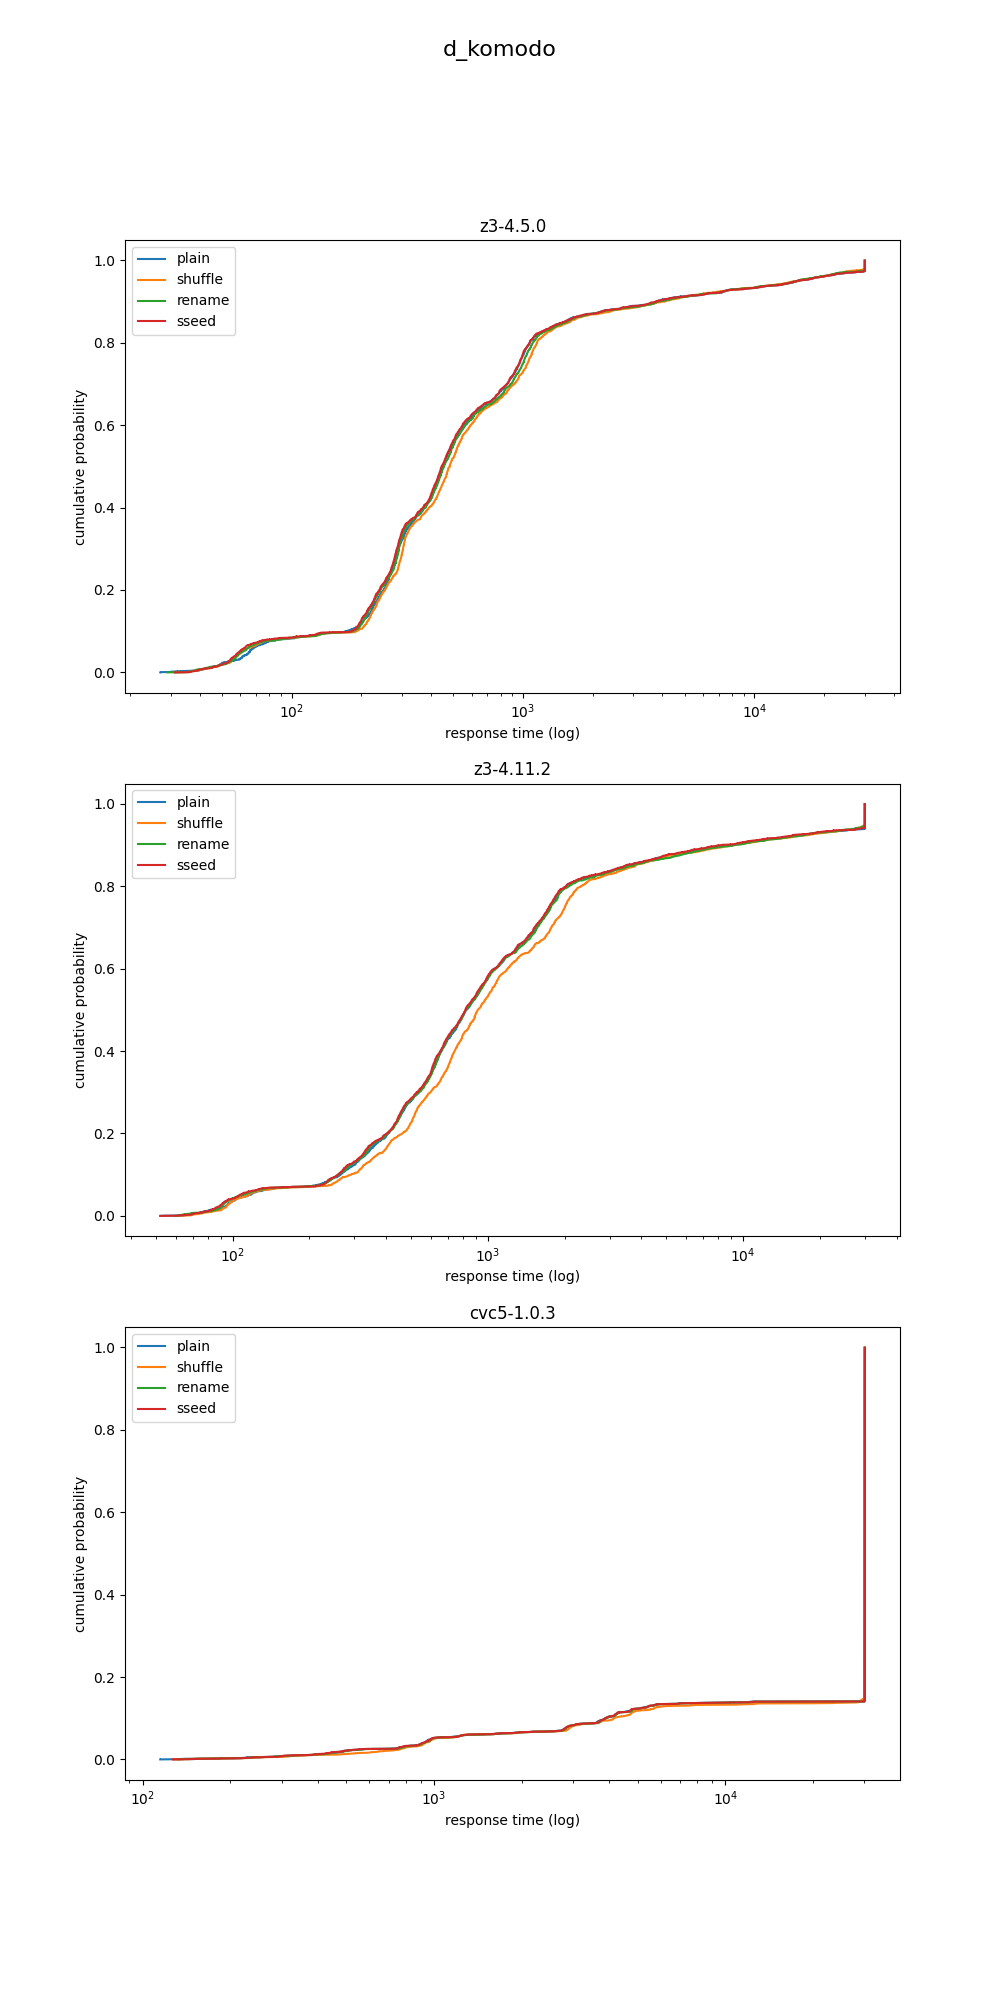 d_komodo
z3-4.5.0
plain
shuffle
rename
sseed
cumulative probability
1.0
0.8
0.6
0.4
0.2
0.0
10² 10³ 10⁴
response time (log)
z3-4.11.2
plain
shuffle
rename
sseed
cumulative probability
1.0
0.8
0.6
0.4
0.2
0.0
10² 10³ 10⁴
response time (log)
cvc5-1.0.3
plain
shuffle
rename
sseed
cumulative probability
1.0
0.8
0.6
0.4
0.2
0.0
10² 10³ 10⁴
response time (log)